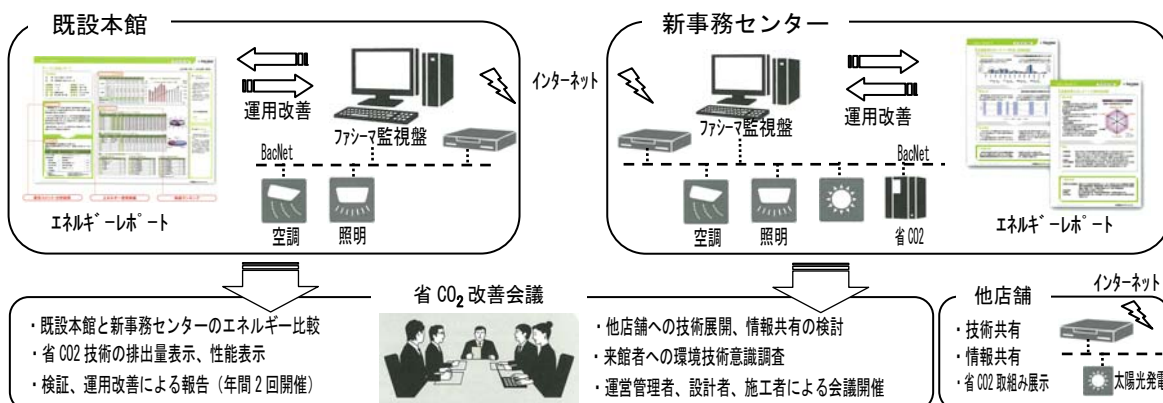 既設本館
運用改善
ファシーマ監視盤
BacNet
空調
照明
エネルギーレポート
インターネット
新事務センター
運用改善
ファシーマ監視盤
BacNet
空調
照明
省CO2
エネルギーレポート
省CO₂改善会議
・既設本館と新事務センターのエネルギー比較
・省CO2技術の排出量表示、性能表示
・検証、運用改善による報告（年間2回開催）
・他店舗への技術展開、情報共有の検討
・来館者への環境技術意識調査
・運営管理者、設計者、施工者による会議開催
他店舗
インターネット
・技術共有
・情報共有
・省CO2取組み展示
太陽光発電